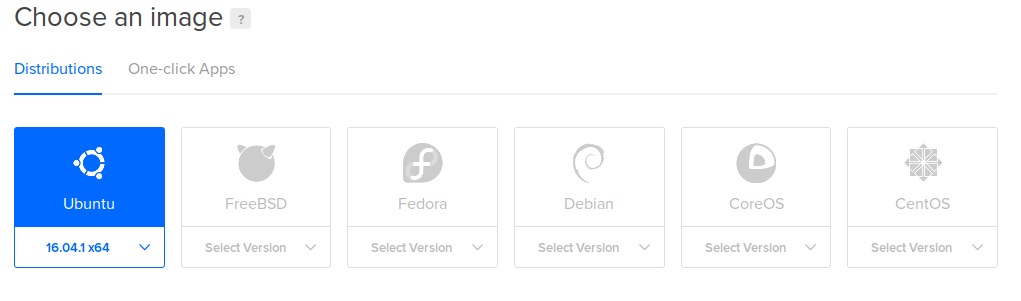 Choose an image ?
Distributions One-click Apps
Ubuntu FreeBSD Fedora Debian CoreOS CentOS
16.04.1 x64 Select Version Select Version Select Version Select Version Select Version